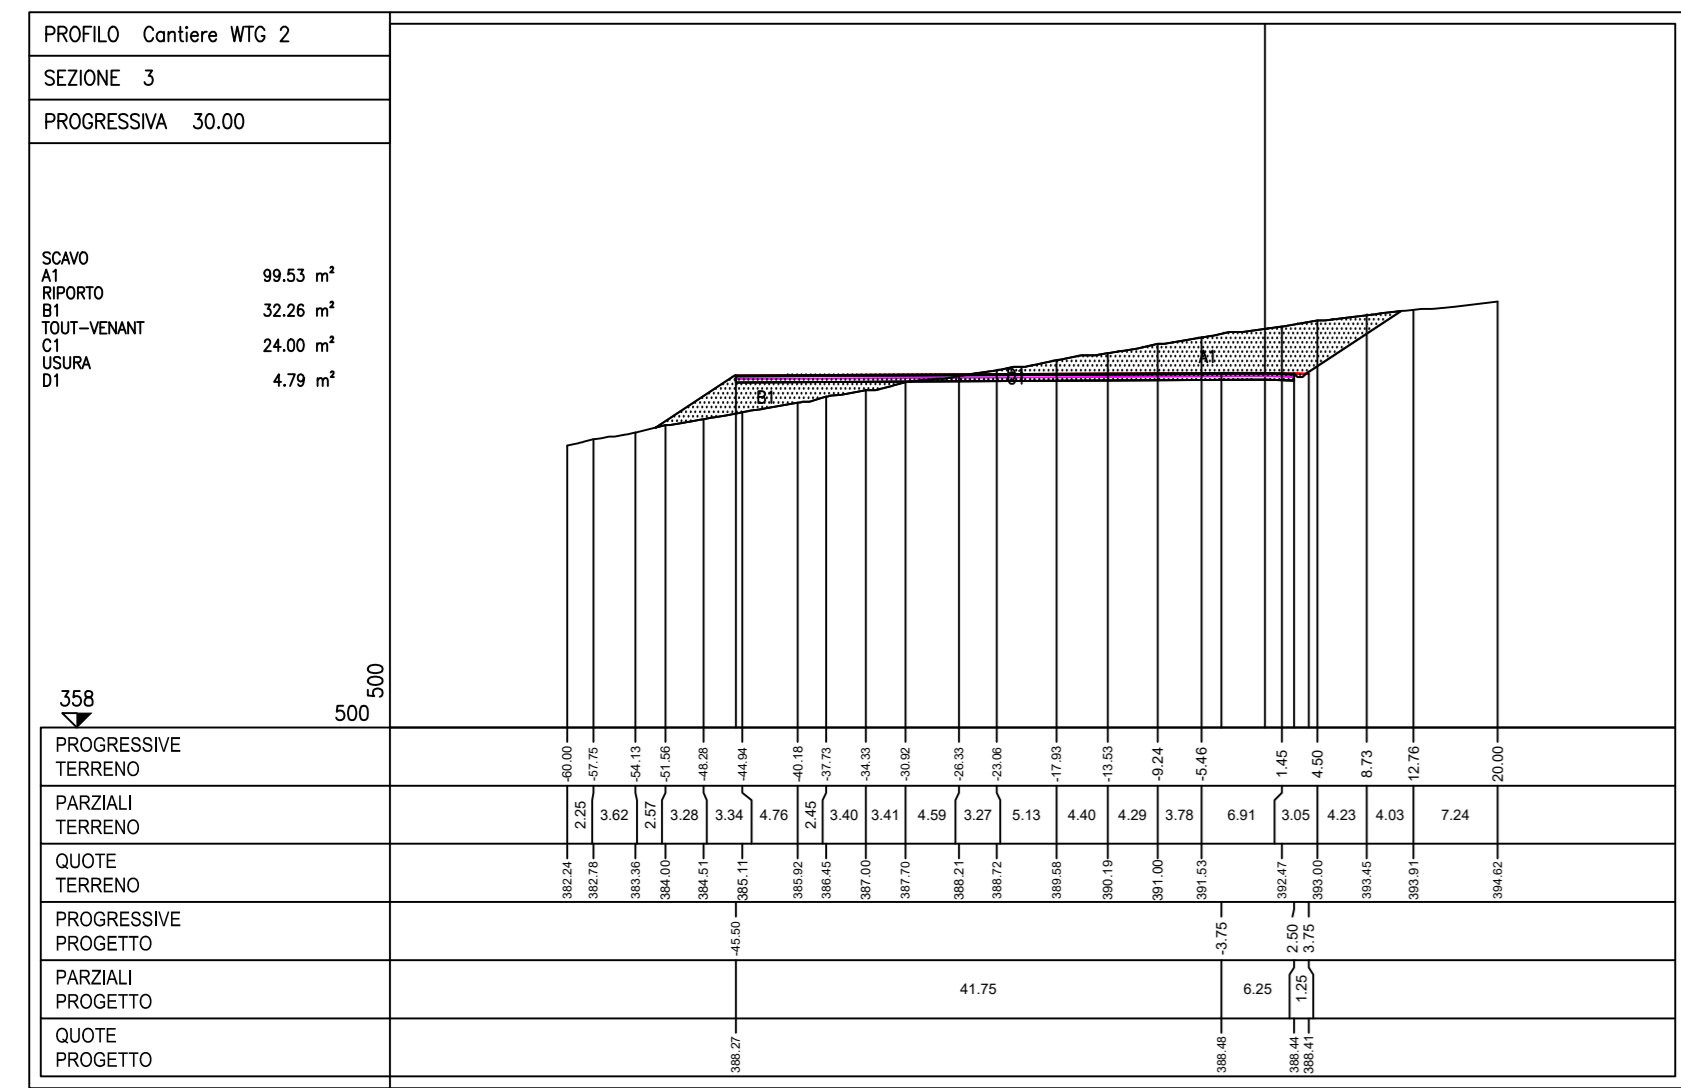 PROFILO Cantiere WTG 2
SEZIONE 3
PROGRESSIVA 30.00
SCAVO
A1 99.53 m²
RIPORTO
B1 32.26 m²
TOUT-VENANT
C1 24.00 m²
USURA
D1 4.79 m²
A1
B1
358
500
500
PROGRESSIVE TERRENO
-60.00 -57.75 -54.13 -51.56 -48.28 -44.94 -40.18 -37.73 -34.33 -30.92 -26.33 -23.06 -17.93 -13.53 -9.24 -5.46 1.45 4.50 8.73 12.76 20.00
PARZIALI TERRENO
2.25 3.62 2.57 3.28 3.34 4.76 2.45 3.40 3.41 4.59 3.27 5.13 4.40 4.29 3.78 6.91 3.05 4.23 4.03 7.24
QUOTE TERRENO
382.24 382.78 383.36 384.00 384.51 385.11 385.92 386.45 387.00 387.70 388.21 388.72 389.58 390.19 391.00 391.53 392.47 393.00 393.45 393.91 394.62
PROGRESSIVE PROGETTO
-45.50 -3.75 2.50 3.75
PARZIALI PROGETTO
41.75 6.25 1.25
QUOTE PROGETTO
388.27 388.48 388.44 388.41